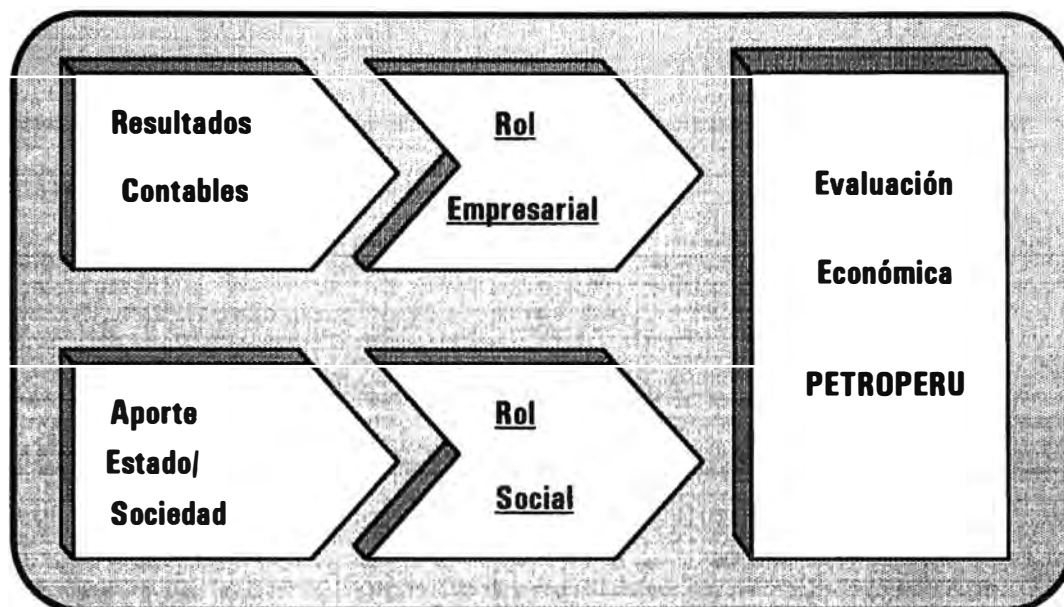 Resultados
Contables
Rol
Empresarial
Aporte
Estado/
Sociedad
Rol
Social
Evaluación
Económica
PETROPERU